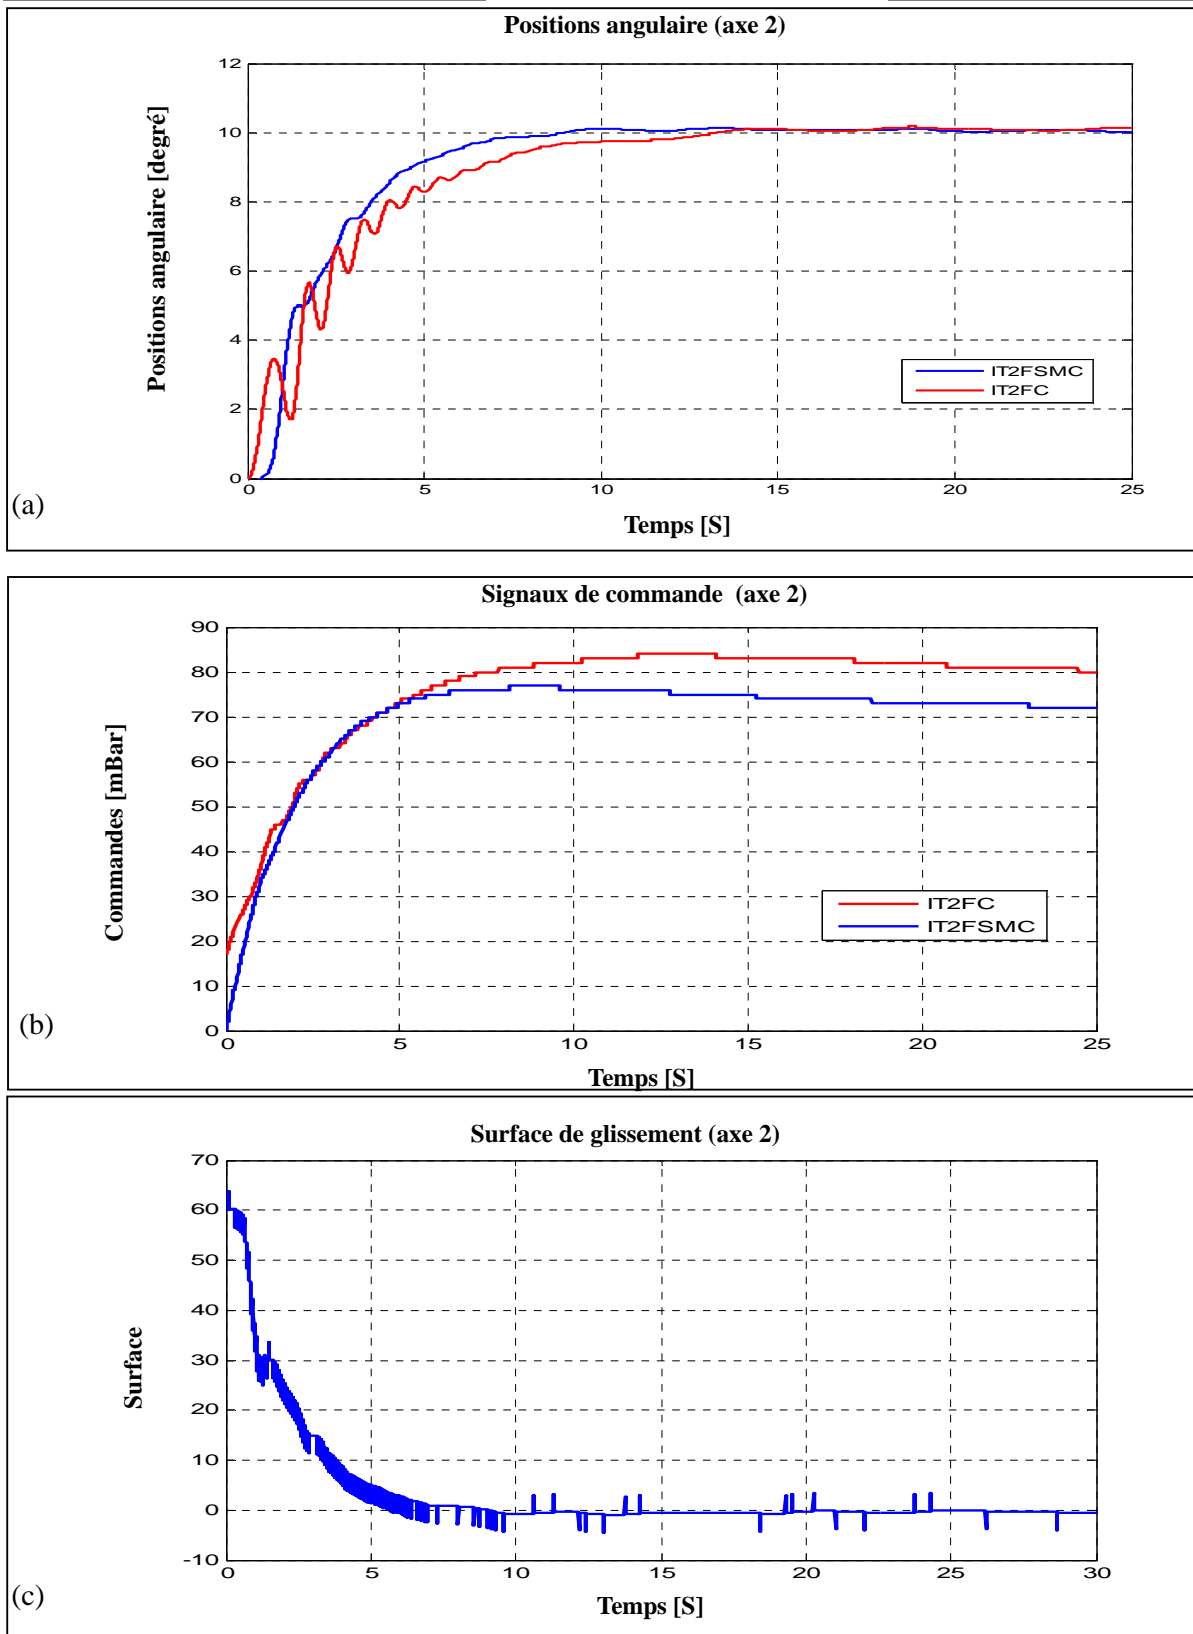 Positions angulaire (axe 2)
12
10
8
6
4
2
0
0 5 10 15 20 25
Positions angulaire [degré]
IT2FSMC
IT2FC
Temps [S]
(a)
Signaux de commande (axe 2)
90
80
70
60
50
40
30
20
10
0
0 5 10 15 20 25
Commandes [mBar]
IT2FC
IT2FSMC
Temps [S]
(b)
Surface de glissement (axe 2)
70
60
50
40
30
20
10
0
-10
0 5 10 15 20 25 30
Surface
Temps [S]
(c)